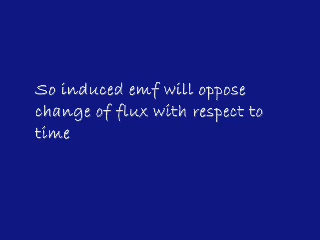 So induced emf will oppose
change of flux with respect to
time